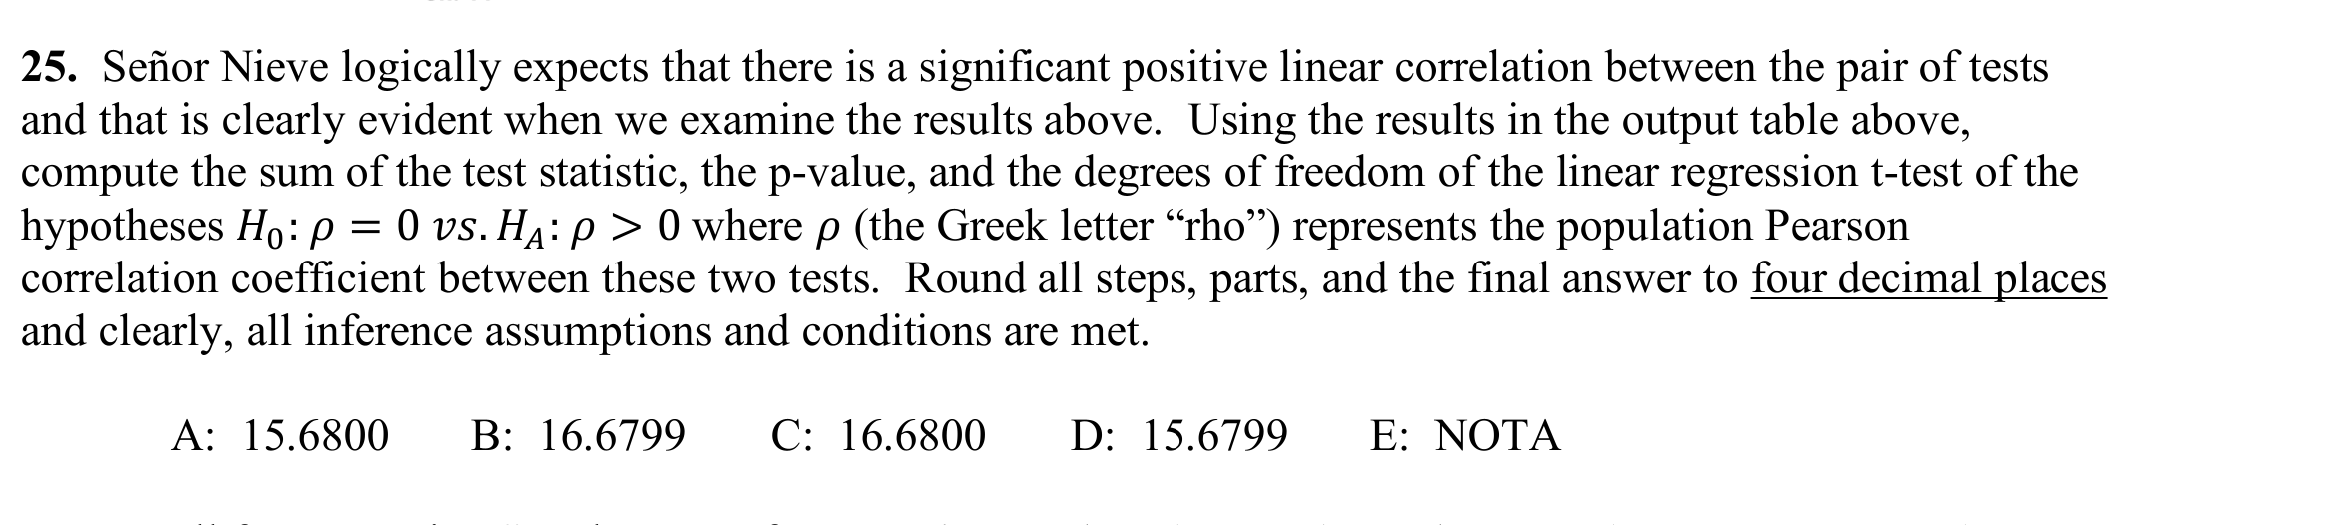 25. Señor Nieve logically expects that there is a significant positive linear correlation between the pair of tests
and that is clearly evident when we examine the results above. Using the results in the output table above,
compute the sum of the test statistic, the p-value, and the degrees of freedom of the linear regression t-test of the
hypotheses H₀: ρ = 0 vs. H_A: ρ > 0 where ρ (the Greek letter “rho”) represents the population Pearson
correlation coefficient between these two tests. Round all steps, parts, and the final answer to four decimal places
and clearly, all inference assumptions and conditions are met.
A: 15.6800 B: 16.6799 C: 16.6800 D: 15.6799 E: NOTA